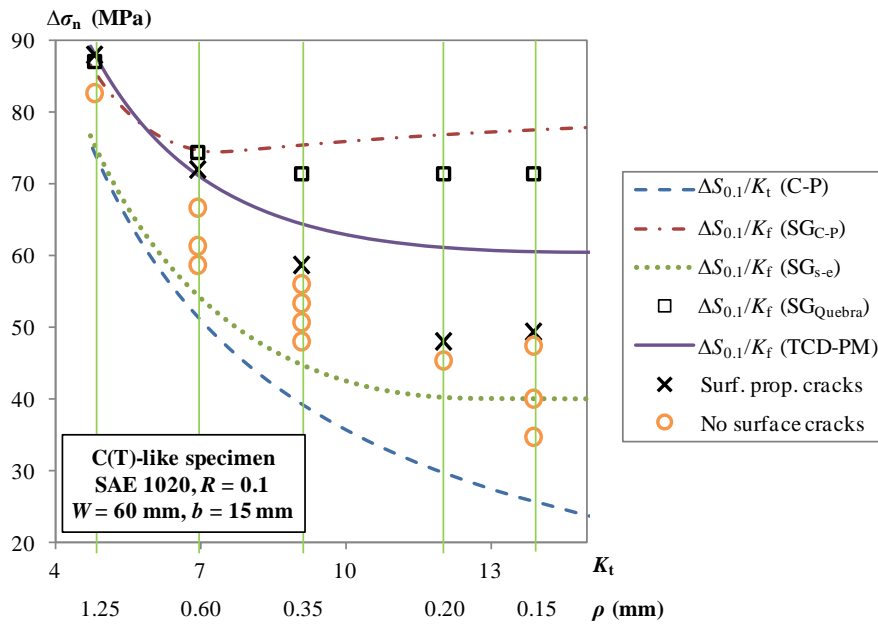 Δσn (MPa)
90
80
70
60
50
40
30
20
4
7
10
13
Kt
1.25
0.60
0.35
0.20
0.15
ρ (mm)
C(T)-like specimen
SAE 1020, R = 0.1
W = 60 mm, b = 15 mm
ΔS0.1/Kt (C-P)
ΔS0.1/Kf (SGC-P)
ΔS0.1/Kf (SGs-e)
ΔS0.1/Kf (SGQuebra)
ΔS0.1/Kf (TCD-PM)
Surf. prop. cracks
No surface cracks